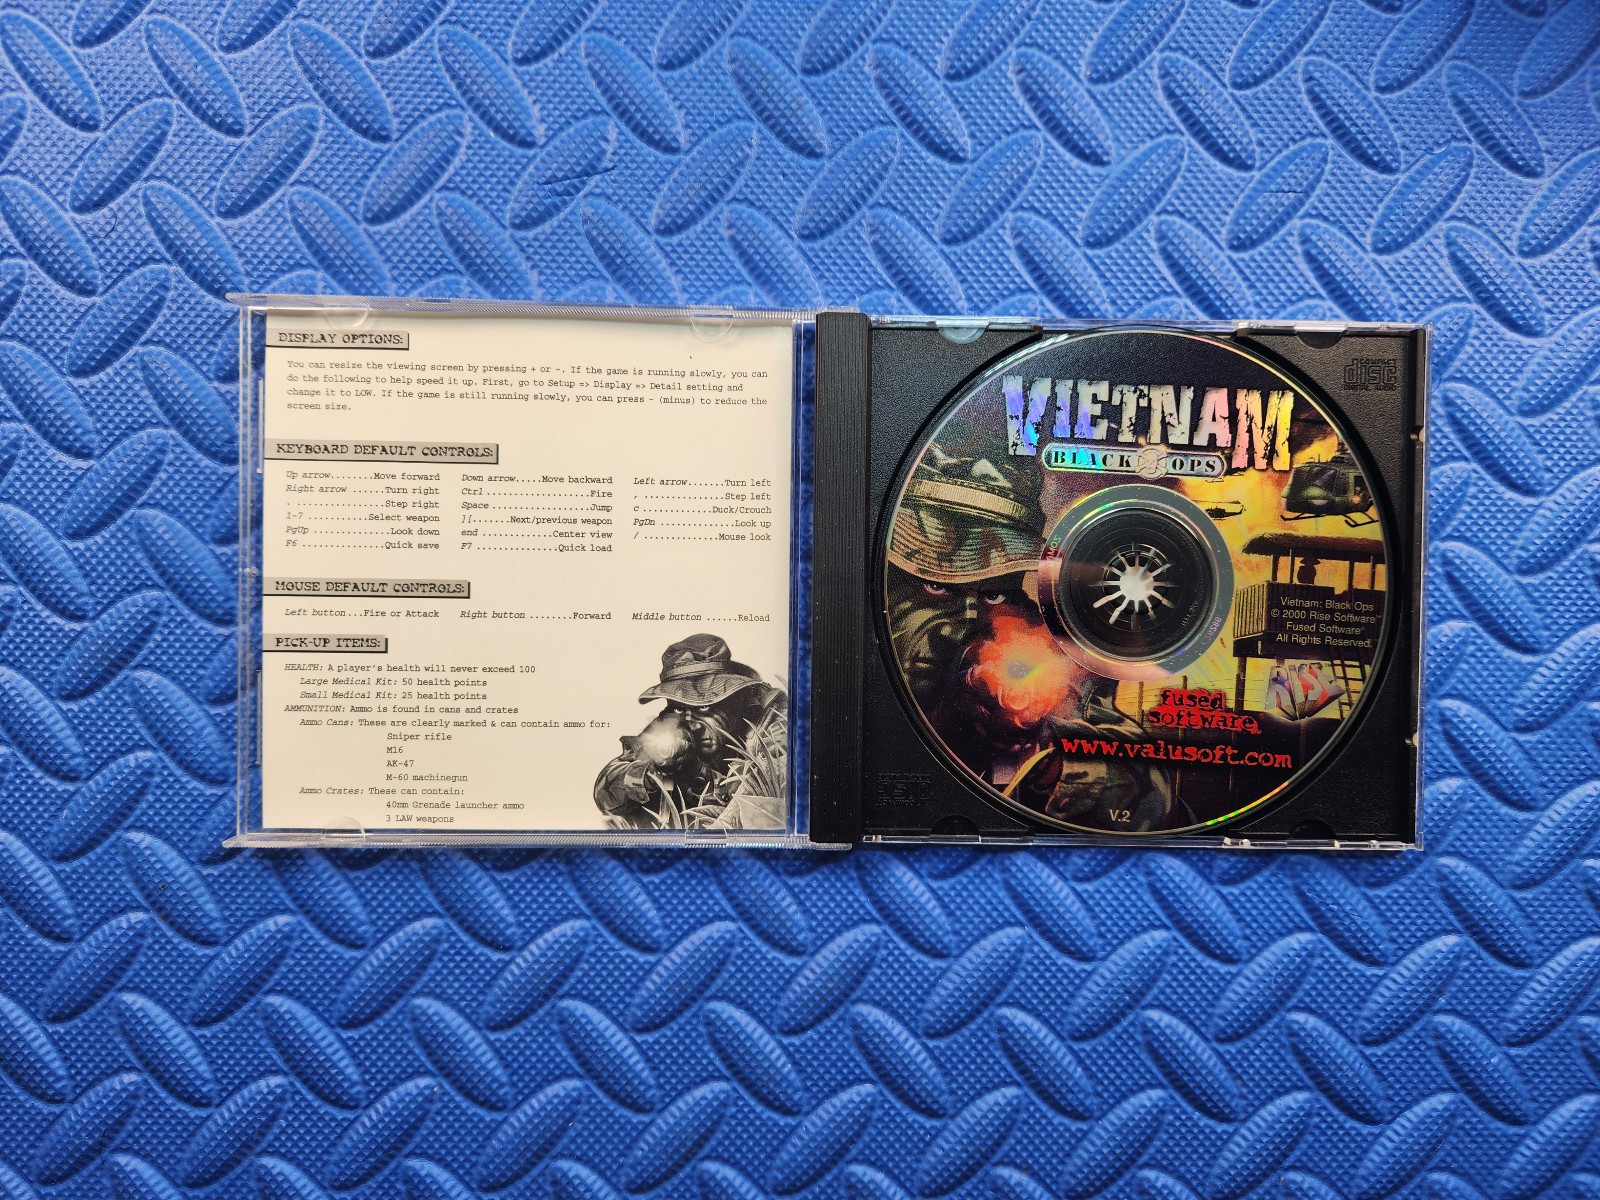 DISPLAY OPTIONS:
You can resize the viewing screen by pressing + or -. If the game is running slowly, you can
do the following to help speed it up. First, go to Setup => Display => Detail setting and
change it to LOW. If the game is still running slowly, you can press - (minus) to reduce the
screen size.
KEYBOARD DEFAULT CONTROLS:
Up arrow........Move forward
Right arrow ......Turn right
. ................Step right
1-7 ...........Select weapon
PgUp ..............Look down
F6 ...............Quick save
Down arrow.....Move backward
Ctrl ...................Fire
Space ..................Jump
][.......Next/previous weapon
end .............Center view
F7 ...............Quick load
Left arrow.......Turn left
, ...............Step left
c .............Duck/Crouch
PgDn ..............Look up
/ ..............Mouse look
MOUSE DEFAULT CONTROLS:
Left button...Fire or Attack
Right button ........Forward
Middle button ......Reload
PICK-UP ITEMS:
HEALTH: A player's health will never exceed 100
Large Medical Kit: 50 health points
Small Medical Kit: 25 health points
AMMUNITION: Ammo is found in cans and crates
Ammo Cans: These are clearly marked & can contain ammo for:
Sniper rifle
M16
AK-47
M-60 machinegun
Ammo Crates: These can contain:
40mm Grenade launcher ammo
3 LAW weapons
COMPACT
disc
DIGITAL AUDIO
VIETNAM
BLACK OPS
Vietnam: Black Ops
© 2000 Rise Software™
Fused Software®
All Rights Reserved.
RISE
fused
software®
www.valusoft.com
V.2